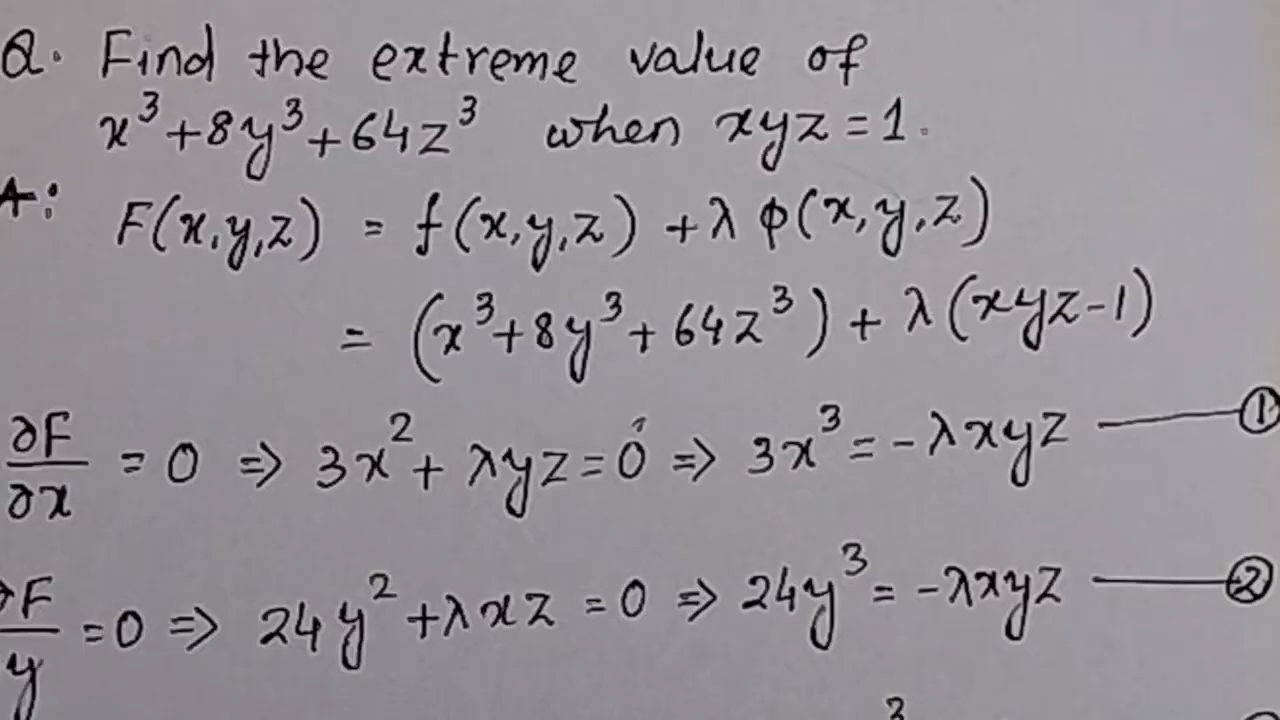 Q. Find the extreme value of
x³+8y³+64z³ when xyz=1.
A: F(x,y,z) = f(x,y,z) +λ φ(x,y,z)
= (x³+8y³+64z³) + λ(xyz-1)
∂F/∂x = 0 ⇒ 3x²+ λyz=0 ⇒ 3x³ = -λxyz — ①
∂F/y =0 ⇒ 24y²+λxz =0 ⇒ 24y³ = -λxyz — ②
3